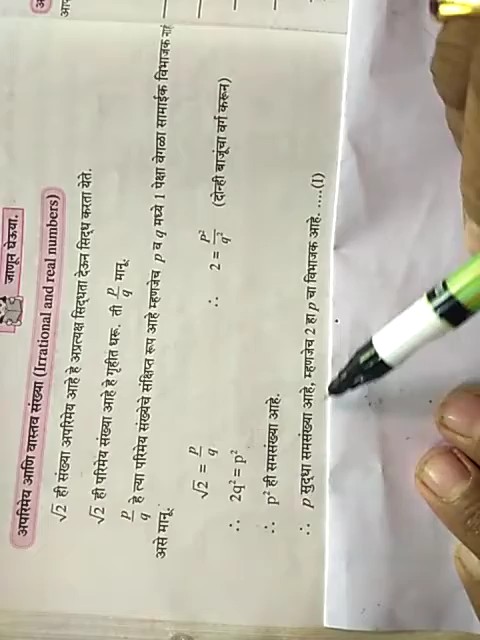 जाणून घेऊया.
अपरिमेय आणि वास्तव संख्या (Irrational and real numbers)
√2 ही संख्या अपरिमेय आहे हे अप्रत्यक्ष सिद्धता देऊन सिद्ध करता येते.
√2 ही परिमेय संख्या आहे हे गृहीत धरू. ती p/q मानू.
p/q हे त्या परिमेय संख्येचे संक्षिप्त रूप आहे म्हणजेच p व q मध्ये 1 पेक्षा वेगळा सामाईक विभाजक नाही
असे मानू.
√2 = p/q ∴ 2 = p²/q² (दोन्ही बाजूंचा वर्ग करून)
∴ 2q² = p²
∴ p² ही समसंख्या आहे.
∴ p सुद्धा समसंख्या आहे, म्हणजेच 2 हा p चा विभाजक आहे. ....(I)